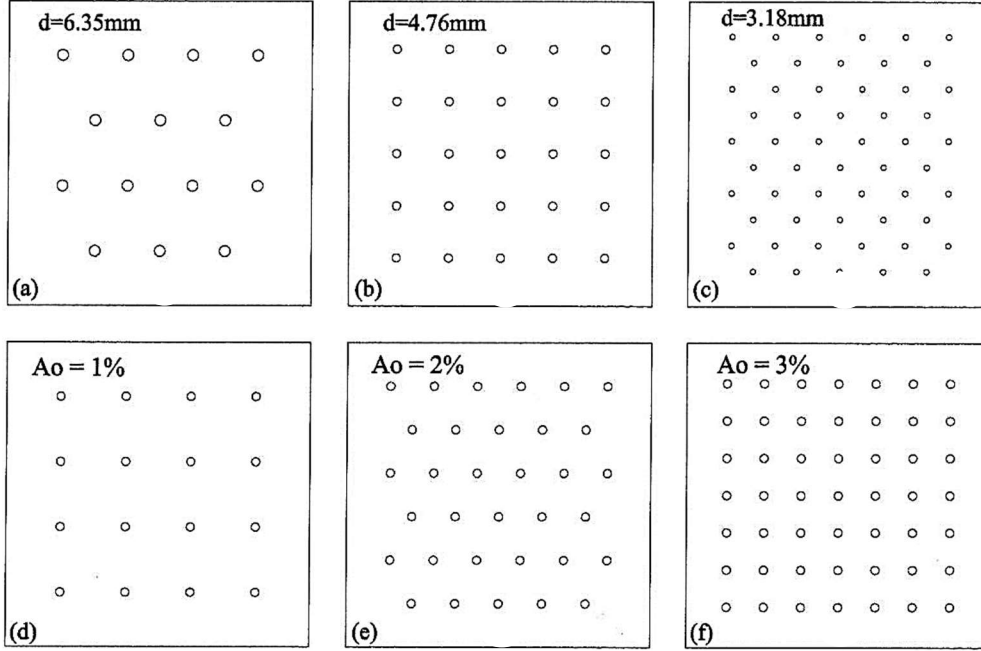 d=6.35mm
d=4.76mm
d=3.18mm
(a)
(b)
(c)
Ao = 1%
Ao = 2%
Ao = 3%
(d)
(e)
(f)